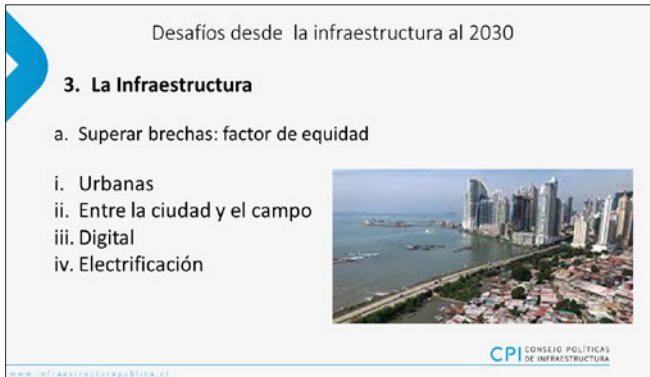 Desafíos desde la infraestructura al 2030
3. La Infraestructura
a. Superar brechas: factor de equidad
i. Urbanas
ii. Entre la ciudad y el campo
iii. Digital
iv. Electrificación
CPI CONSEJO POLÍTICAS
DE INFRAESTRUCTURA
www.infraestructurapublica.cl